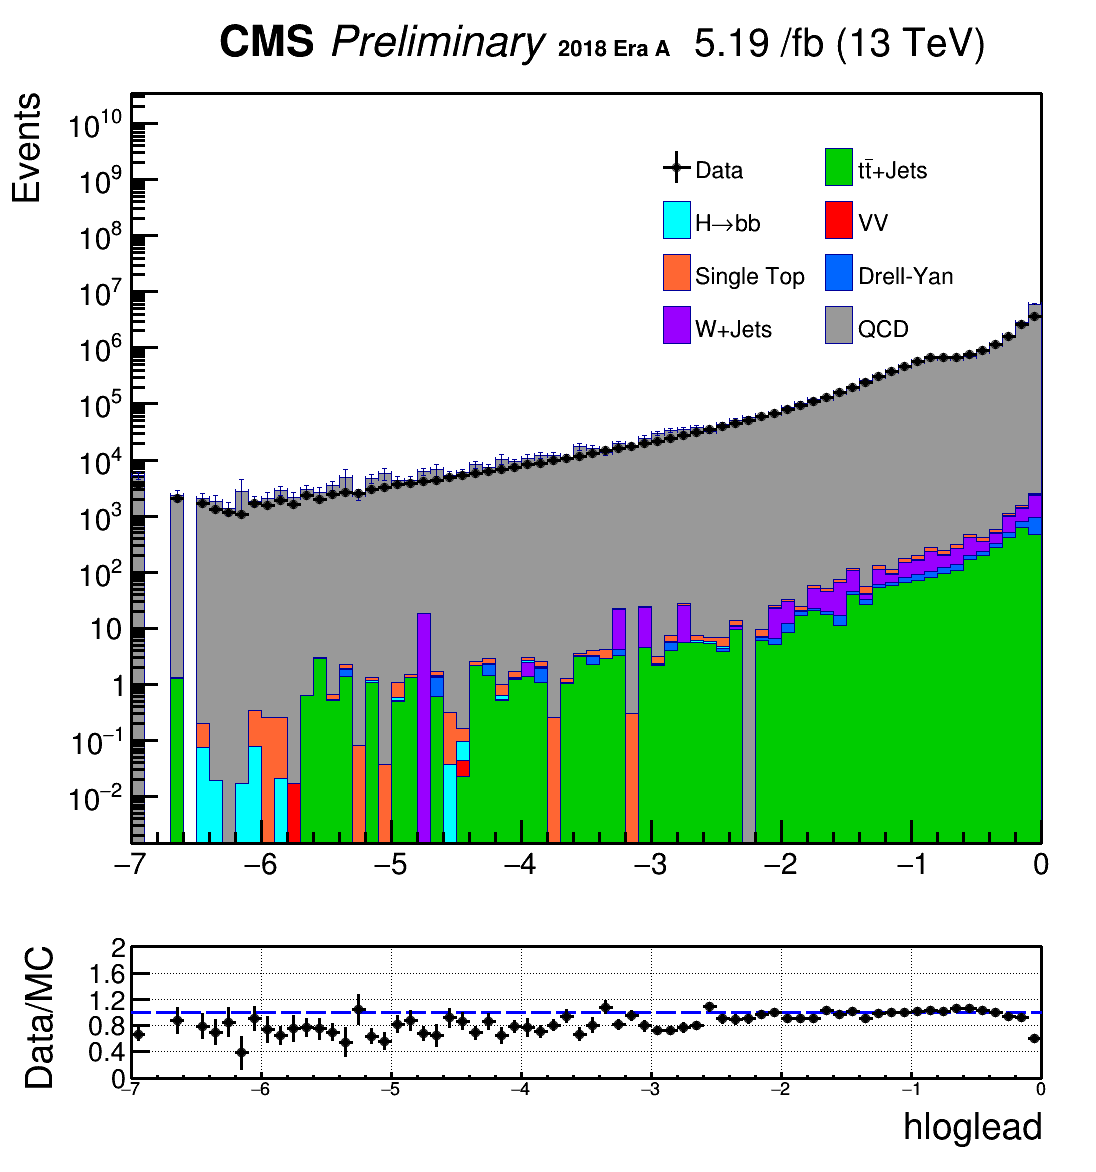 CMS Preliminary 2018 Era A 5.19 /fb (13 TeV)
Events
10^10
10^9
10^8
10^7
10^6
10^5
10^4
10^3
10^2
10
1
10^−1
10^−2
Data
tt̄+Jets
H→bb
VV
Single Top
Drell-Yan
W+Jets
QCD
−7 −6 −5 −4 −3 −2 −1 0
Data/MC
2
1.6
1.2
0.8
0.4
0
−7 −6 −5 −4 −3 −2 −1 0
hloglead